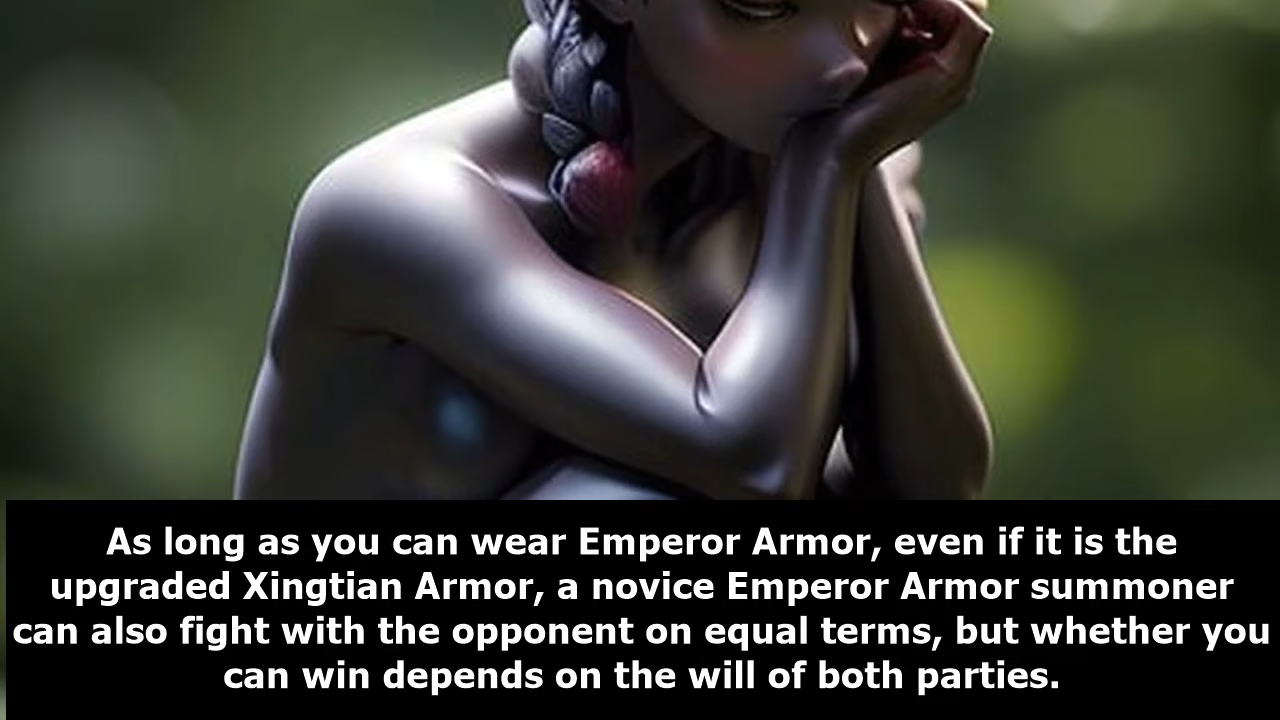 As long as you can wear Emperor Armor, even if it is the
upgraded Xingtian Armor, a novice Emperor Armor summoner
can also fight with the opponent on equal terms, but whether you
can win depends on the will of both parties.